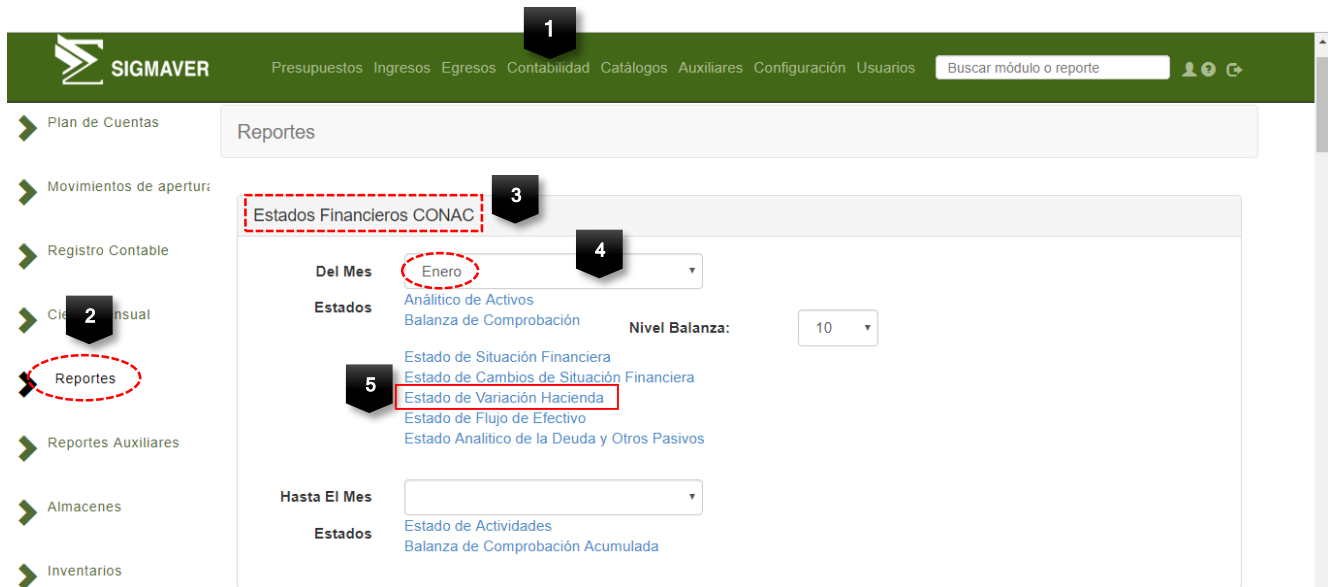 1
SIGMAVER
Presupuestos Ingresos Egresos Contabilidad Catálogos Auxiliares Configuración Usuarios
Buscar módulo o reporte
Plan de Cuentas
Reportes
Movimientos de apertura
3
Estados Financieros CONAC
Registro Contable
4
Del Mes
Enero
Estados
Análitico de Activos
Balanza de Comprobación
Nivel Balanza:
10
2
Estado de Situación Financiera
Estado de Cambios de Situación Financiera
Reportes
5
Estado de Variación Hacienda
Estado de Flujo de Efectivo
Estado Analitico de la Deuda y Otros Pasivos
Reportes Auxiliares
Hasta El Mes
Almacenes
Estados
Estado de Actividades
Balanza de Comprobación Acumulada
Inventarios